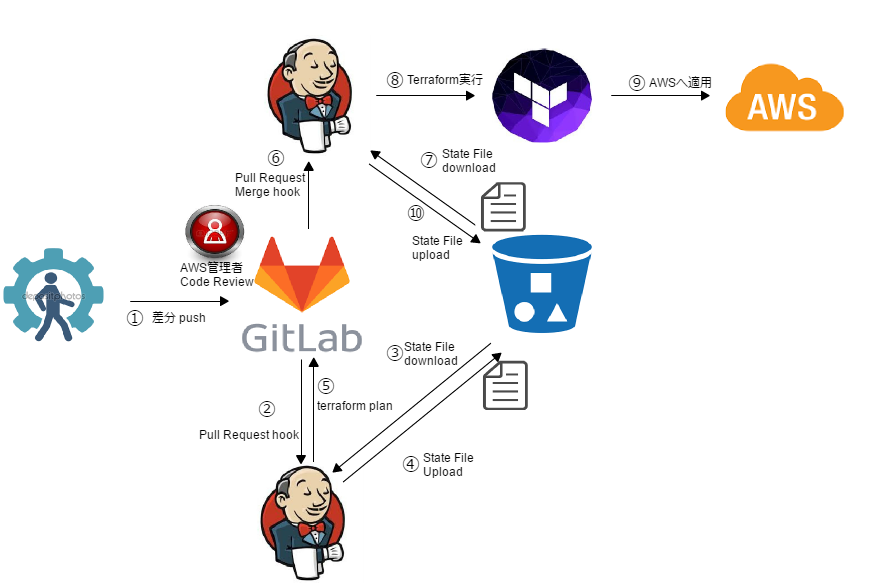 ⑧ Terraform実行
⑨ AWSへ適用
AWS
⑥
Pull Request
Merge hook
⑦ State File
download
⑩
State File
upload
AWS管理者
Code Review
depositphotos
① 差分 push
GitLab
③ State File
download
⑤
terraform plan
②
Pull Request hook
④ State File
Upload